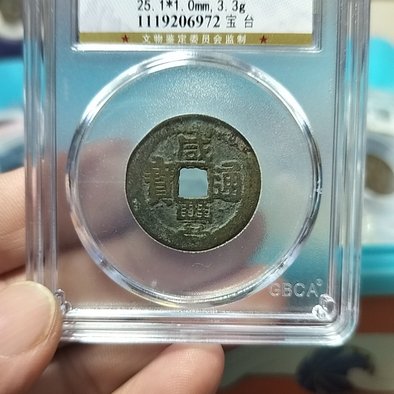 25.1*1.0mm, 3.3g
1119206972 宝台
★ 文物鉴定委员会监制 ★
咸豐通寶
GBCA